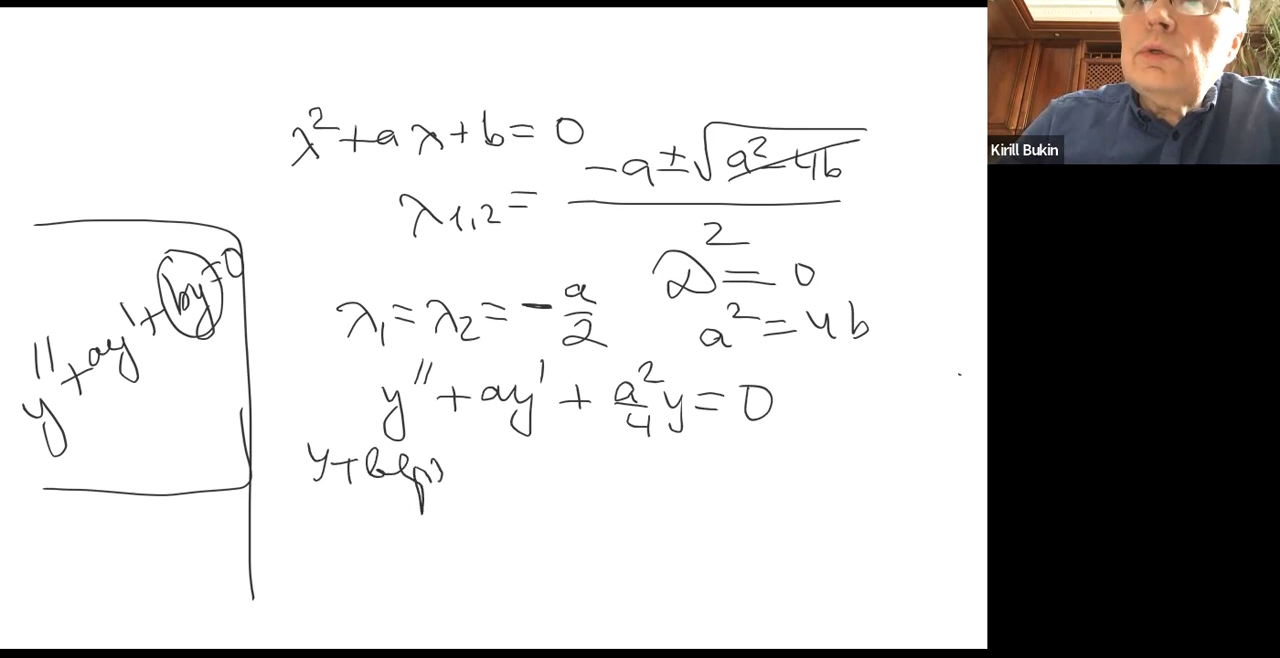 λ² + aλ + b = 0
λ₁,₂ = (-a ± √(a² - 4b)) / 2
D = 0
λ₁ = λ₂ = - a/2
a² = 4b
y'' + ay' + by = 0
y'' + ay' + a²/4 y = 0
Утвер
Kirill Bukin